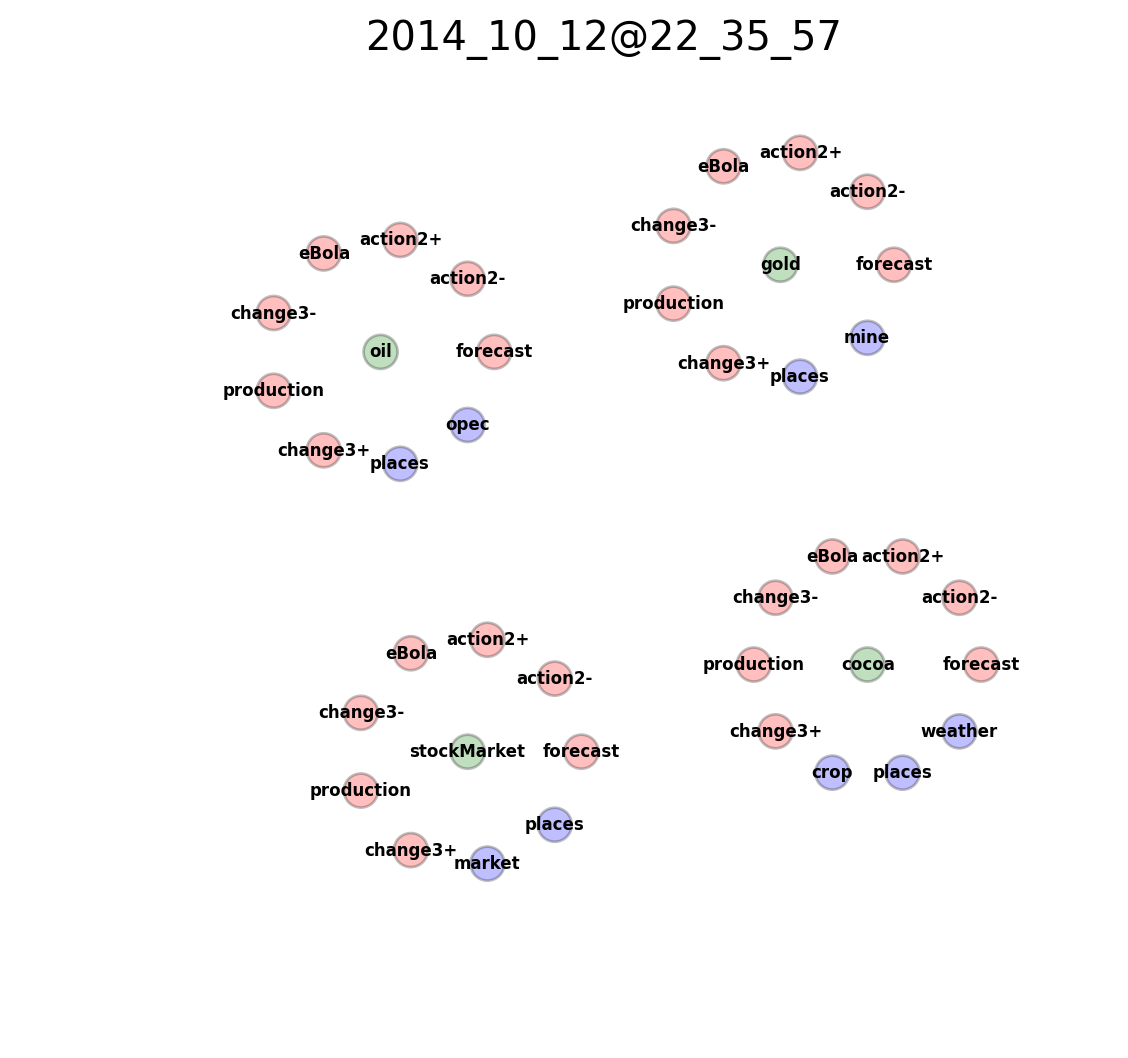 2014_10_12@22_35_57
eBola
action2+
action2-
change3-
oil
forecast
production
opec
change3+
places
eBola
action2+
action2-
change3-
gold
forecast
production
mine
change3+
places
eBola
action2+
action2-
change3-
stockMarket
forecast
production
places
change3+
market
eBola
action2+
change3-
action2-
production
cocoa
forecast
change3+
weather
crop
places